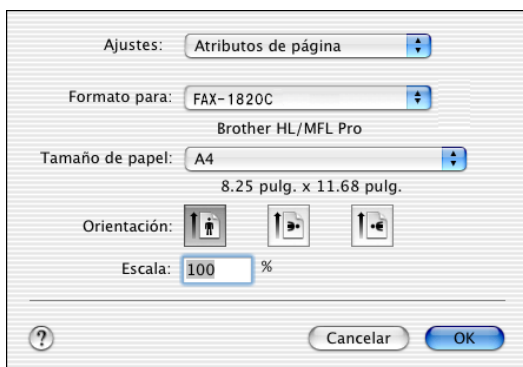 Ajustes: Atributos de página
Formato para: FAX-1820C
Brother HL/MFL Pro
Tamaño de papel: A4
8.25 pulg. x 11.68 pulg.
Orientación:
Escala: 100 %
? Cancelar OK